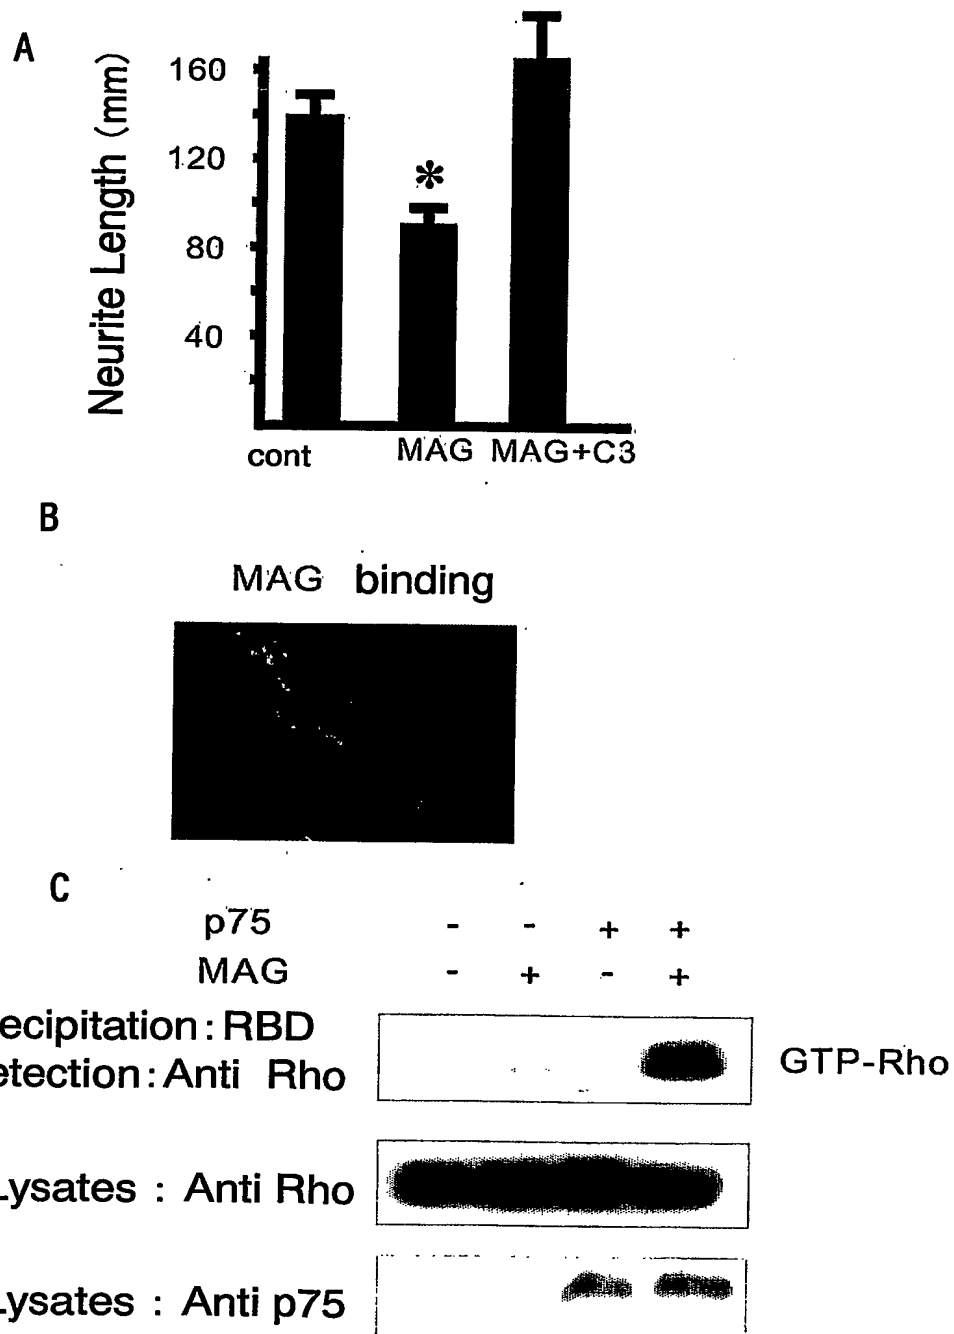 A
Neurite Length (mm)
160
120
80
40
*
cont MAG MAG+C3
B
MAG binding
C
p75 - - + +
MAG - + - +
ecipitation : RBD
etection : Anti Rho
GTP-Rho
Lysates : Anti Rho
Lysates : Anti p75